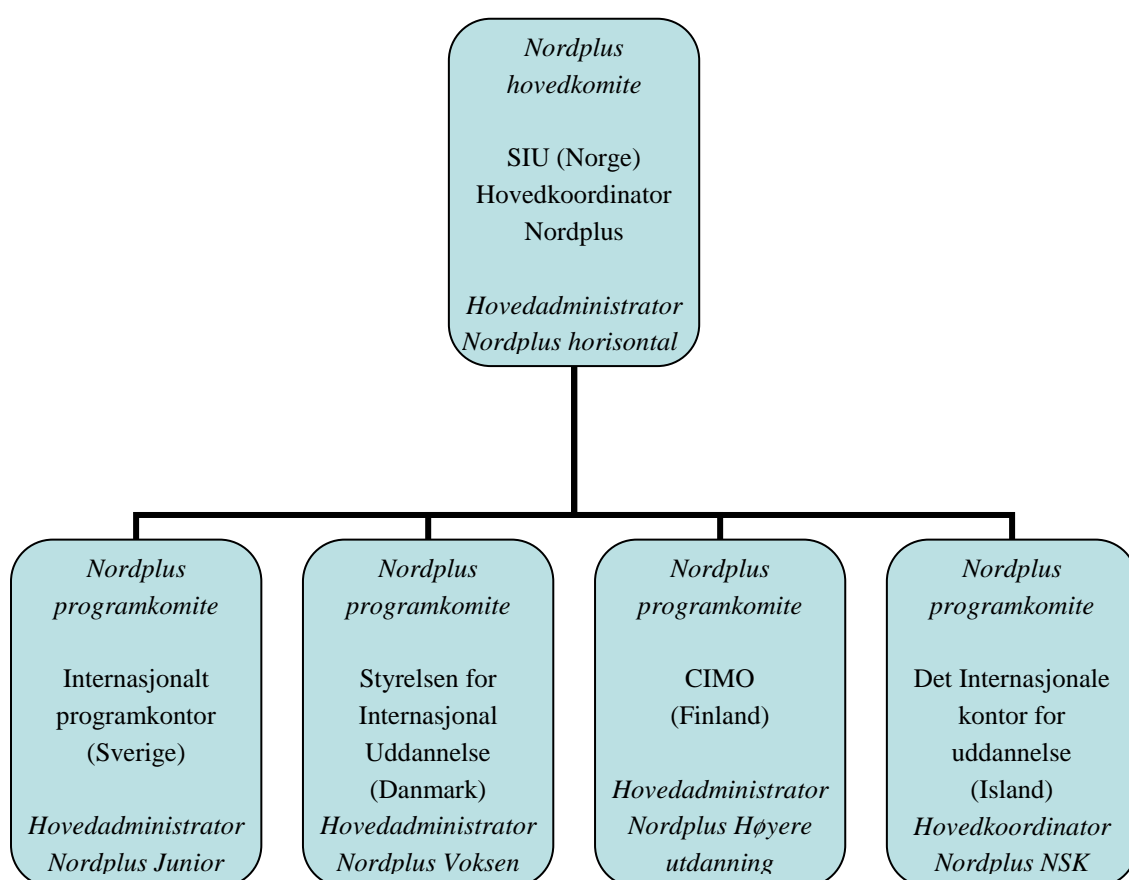 Nordplus
hovedkomite
SIU (Norge)
Hovedkoordinator
Nordplus
Hovedadministrator
Nordplus horisontal
Nordplus
programkomite
Internasjonalt
programkontor
(Sverige)
Hovedadministrator
Nordplus Junior
Nordplus
programkomite
Styrelsen for
Internasjonal
Uddannelse
(Danmark)
Hovedadministrator
Nordplus Voksen
Nordplus
programkomite
CIMO
(Finland)
Hovedadministrator
Nordplus Høyere
utdanning
Nordplus
programkomite
Det Internasjonale
kontor for
uddannelse
(Island)
Hovedkoordinator
Nordplus NSK